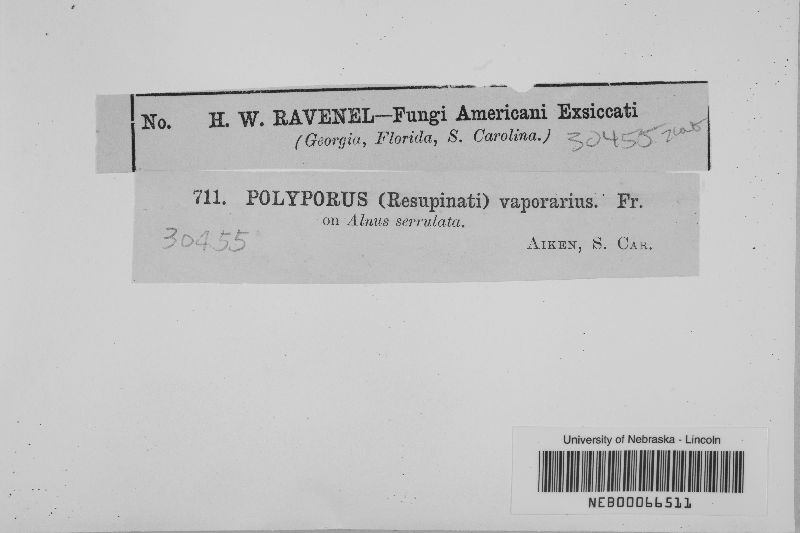 No. H. W. RAVENEL—Fungi Americani Exsiccati
(Georgia, Florida, S. Carolina.) 30455
711. POLYPORUS (Resupinati) vaporarius. Fr.
on Alnus serrulata.
30455
AIKEN, S. CAR.
University of Nebraska - Lincoln
NEB00066511